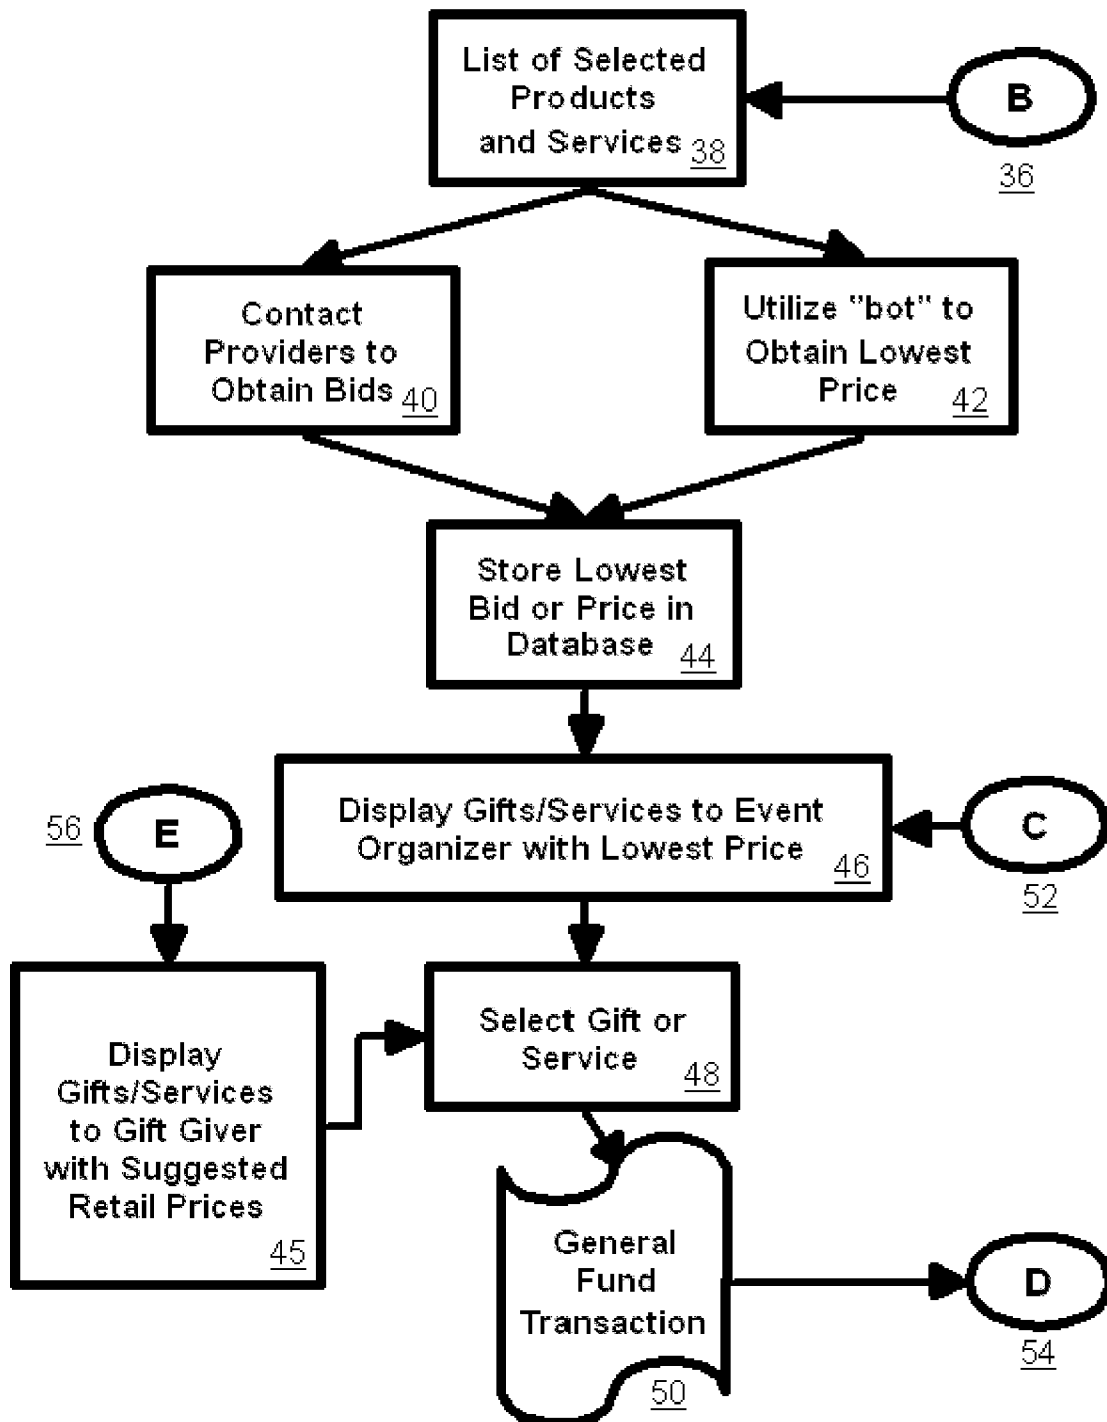 List of Selected
Products
and Services
38
B
36
Contact
Providers to
Obtain Bids
40
Utilize "bot" to
Obtain Lowest
Price
42
Store Lowest
Bid or Price in
Database
44
Display Gifts/Services to Event
Organizer with Lowest Price
46
C
52
56
E
Display
Gifts/Services
to Gift Giver
with Suggested
Retail Prices
45
Select Gift or
Service
48
General
Fund
Transaction
50
D
54